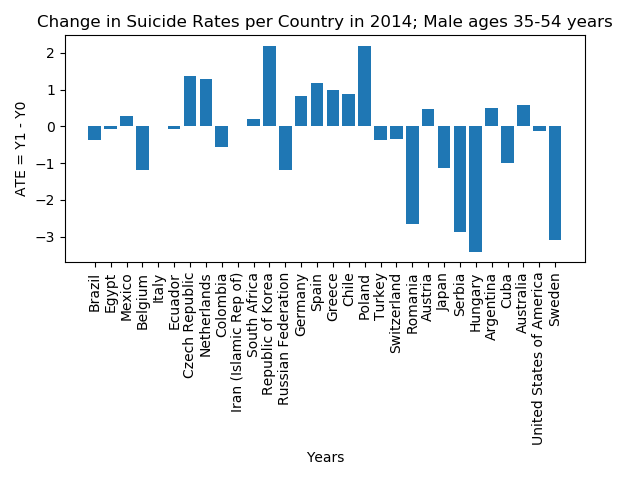 Change in Suicide Rates per Country in 2014; Male ages 35-54 years
ATE = Y1 - Y0
2
1
0
−1
−2
−3
Brazil
Egypt
Mexico
Belgium
Italy
Ecuador
Czech Republic
Netherlands
Colombia
Iran (Islamic Rep of)
South Africa
Republic of Korea
Russian Federation
Germany
Spain
Greece
Chile
Poland
Turkey
Switzerland
Romania
Austria
Japan
Serbia
Hungary
Argentina
Cuba
Australia
United States of America
Sweden
Years